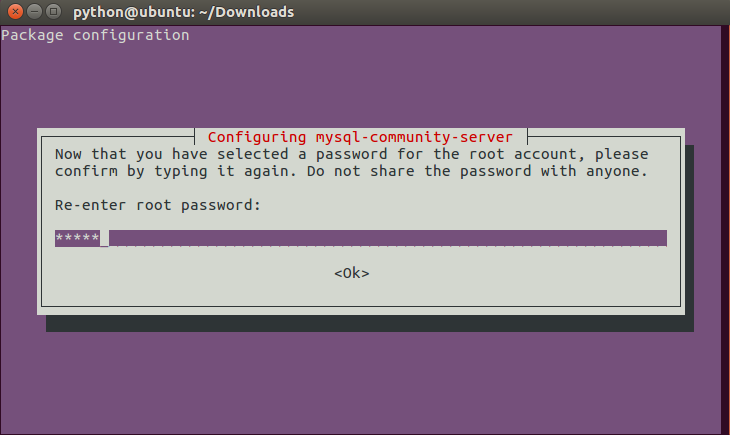 python@ubuntu: ~/Downloads
Package configuration
Configuring mysql-community-server
Now that you have selected a password for the root account, please
confirm by typing it again. Do not share the password with anyone.
Re-enter root password:
*****
<Ok>